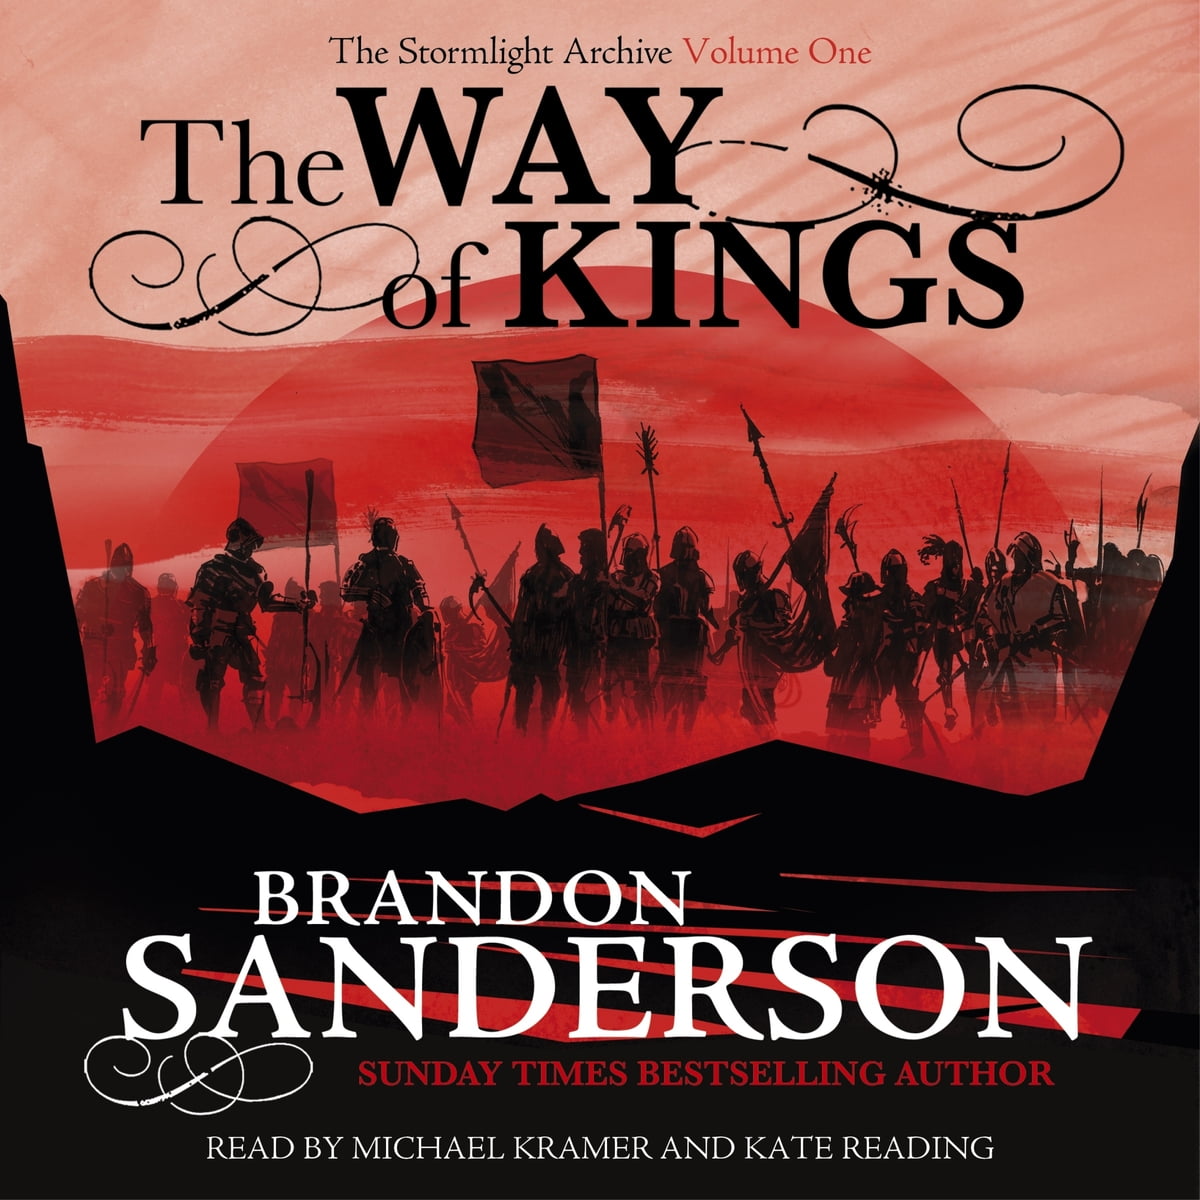 The Stormlight Archive Volume One
The WAY
of KINGS
BRANDON
SANDERSON
SUNDAY TIMES BESTSELLING AUTHOR
READ BY MICHAEL KRAMER AND KATE READING